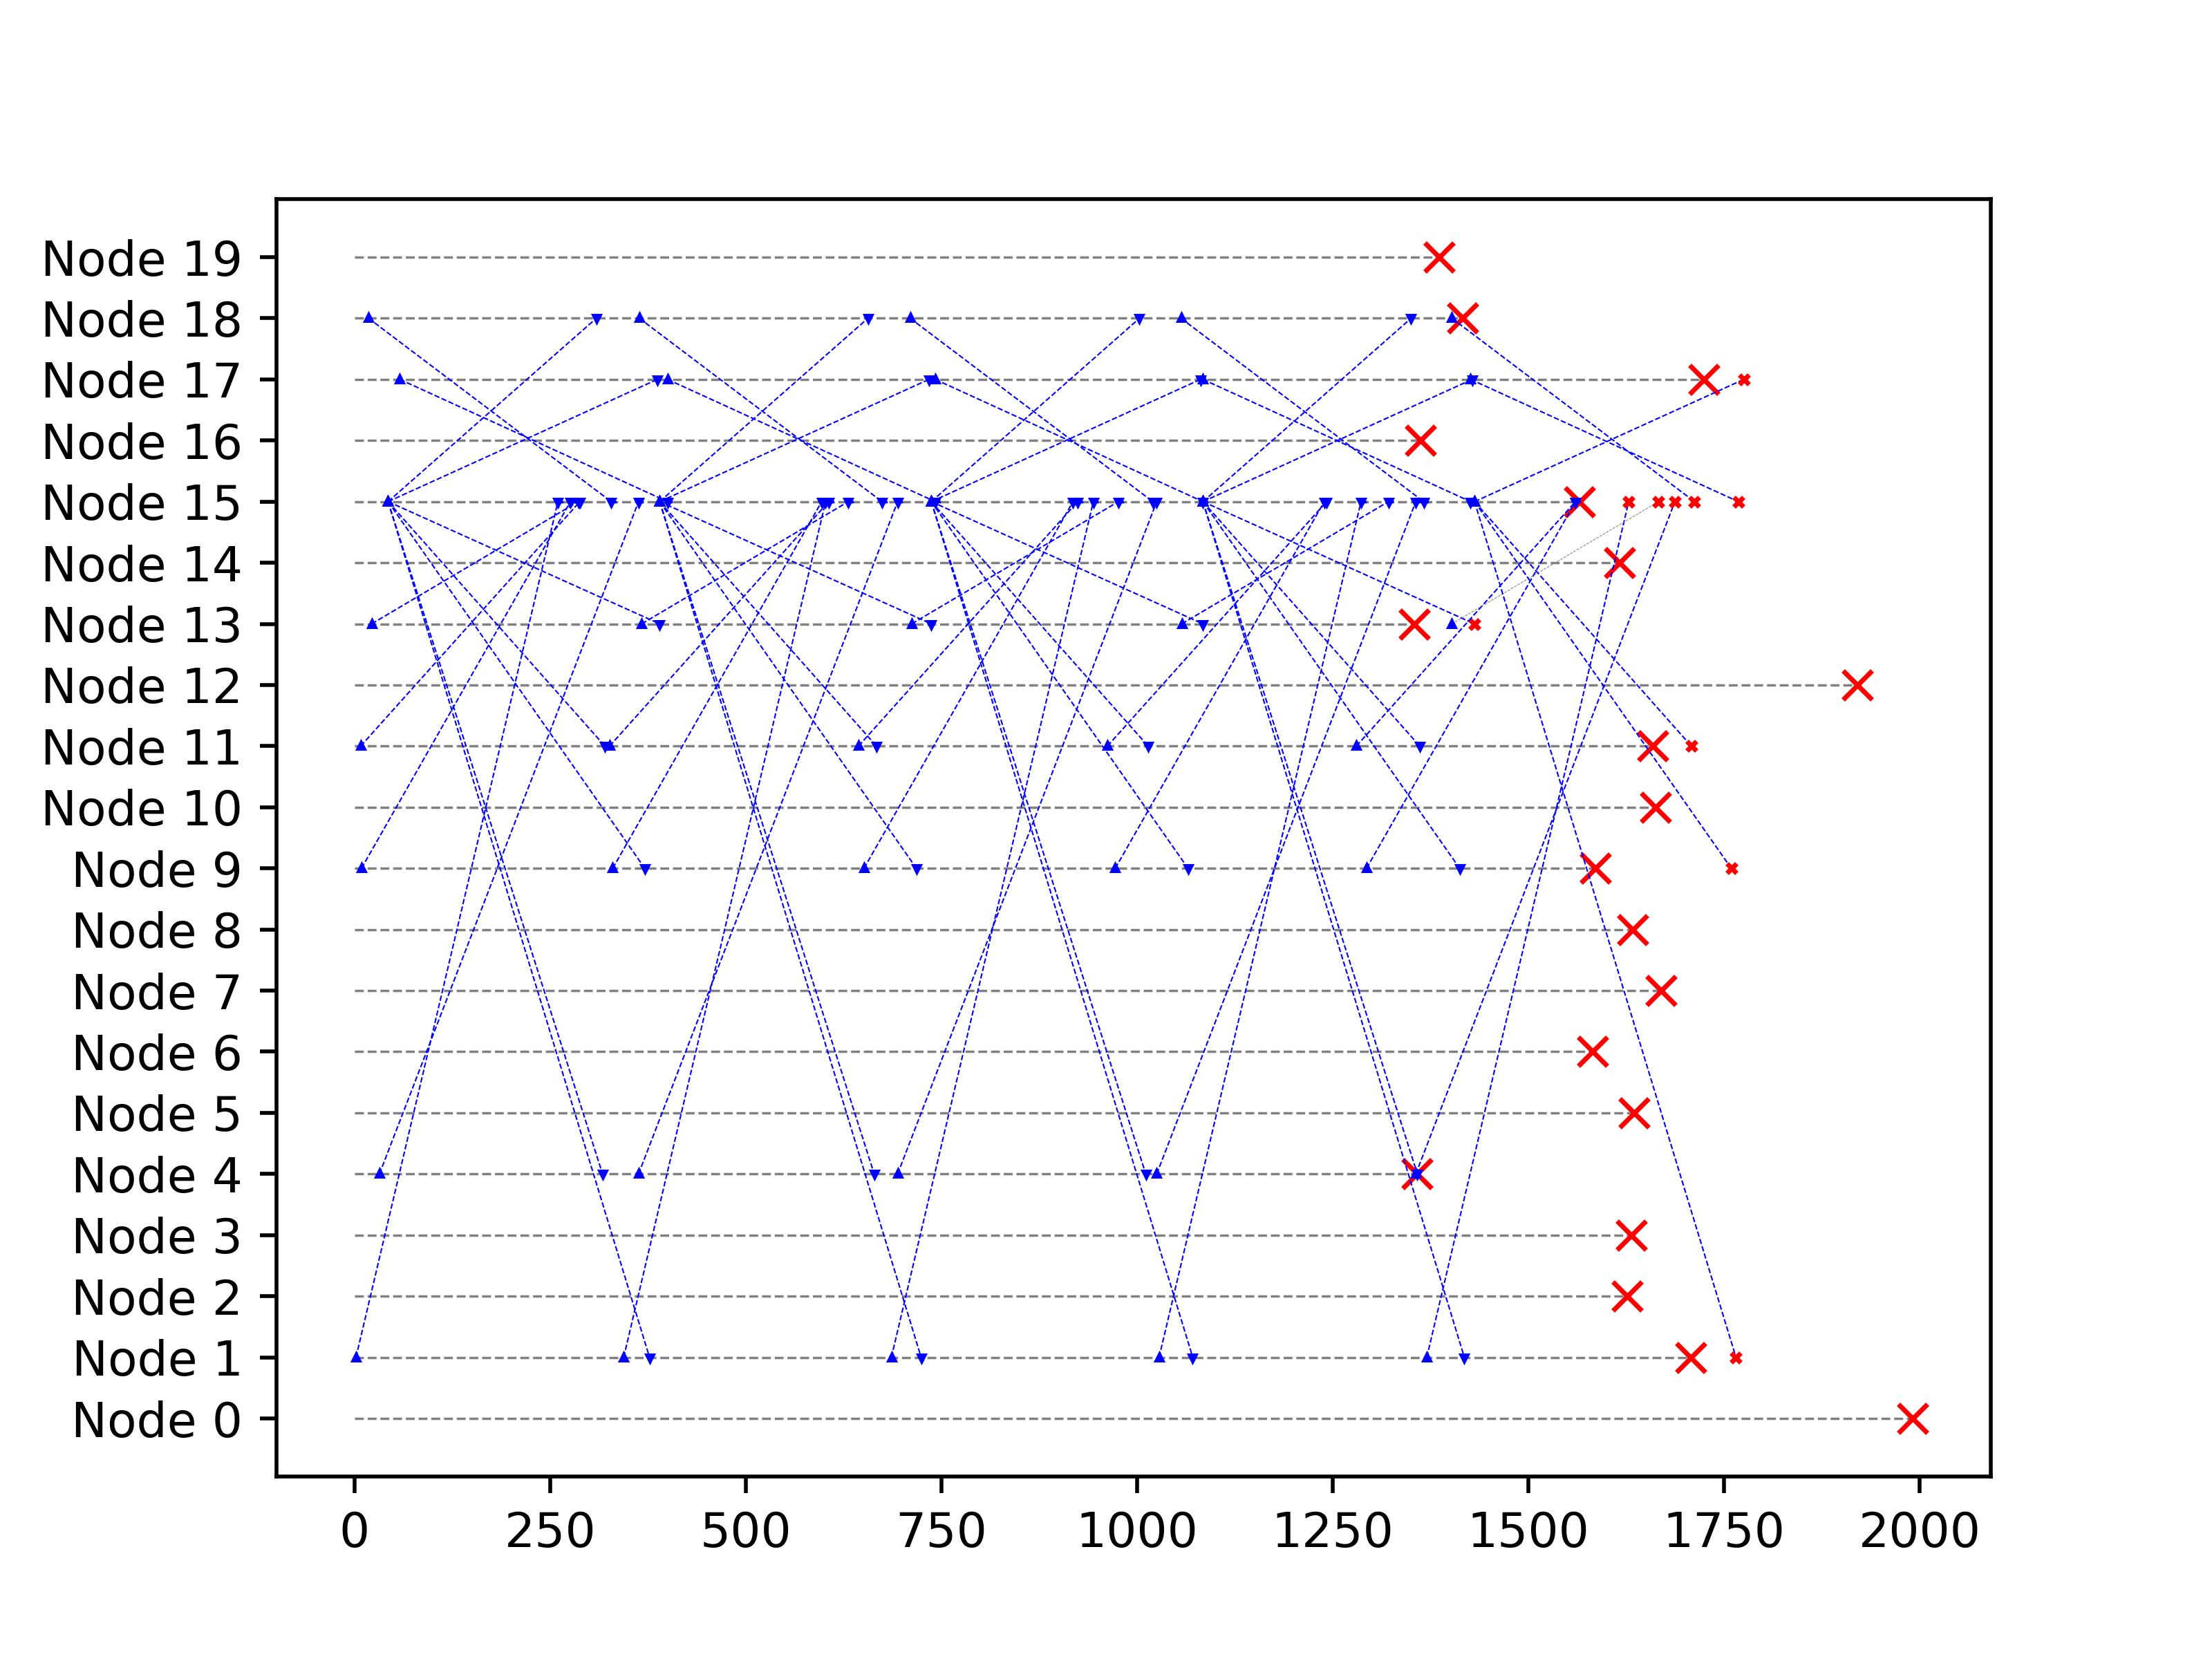 Node 19
Node 18
Node 17
Node 16
Node 15
Node 14
Node 13
Node 12
Node 11
Node 10
Node 9
Node 8
Node 7
Node 6
Node 5
Node 4
Node 3
Node 2
Node 1
Node 0
0 250 500 750 1000 1250 1500 1750 2000